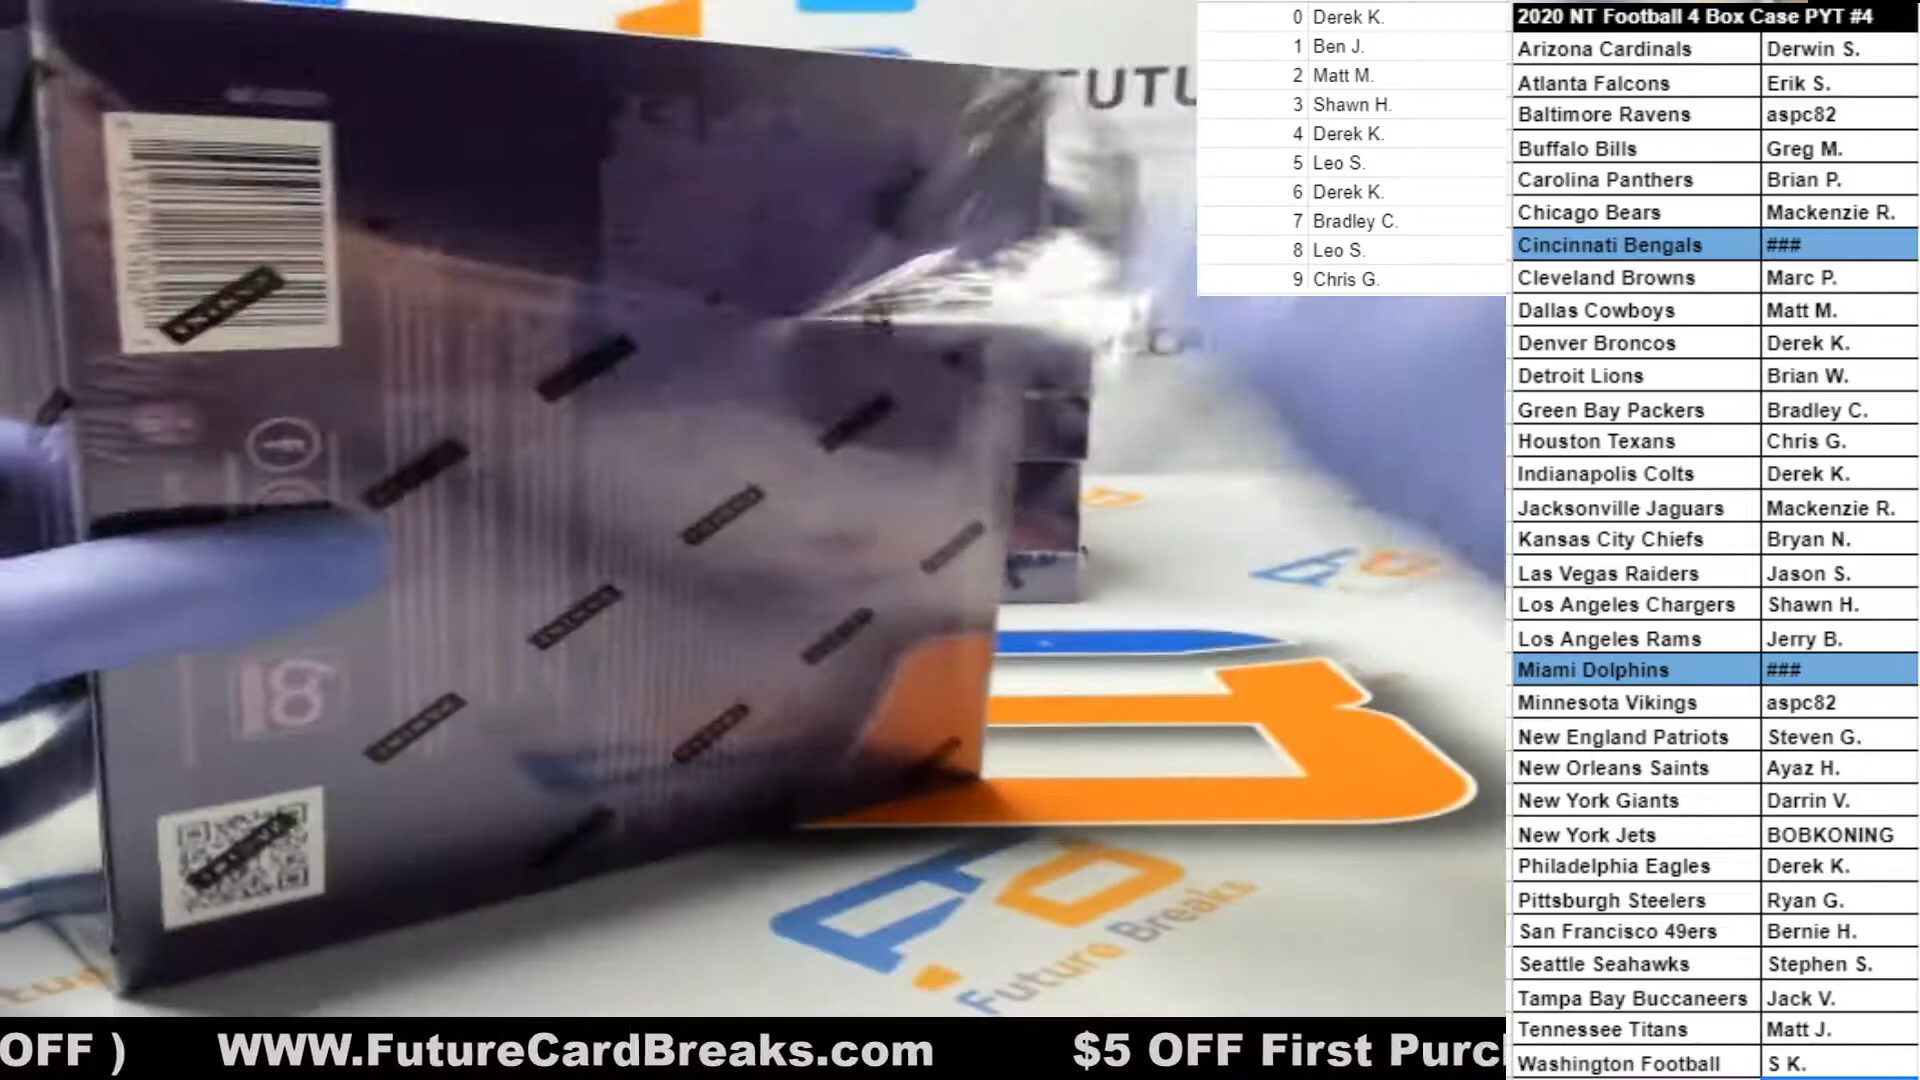 0 Derek K.
1 Ben J.
2 Matt M.
3 Shawn H.
4 Derek K.
5 Leo S.
6 Derek K.
7 Bradley C.
8 Leo S.
9 Chris G.
2020 NT Football 4 Box Case PYT #4
Arizona Cardinals Derwin S.
Atlanta Falcons Erik S.
Baltimore Ravens aspc82
Buffalo Bills Greg M.
Carolina Panthers Brian P.
Chicago Bears Mackenzie R.
Cincinnati Bengals ###
Cleveland Browns Marc P.
Dallas Cowboys Matt M.
Denver Broncos Derek K.
Detroit Lions Brian W.
Green Bay Packers Bradley C.
Houston Texans Chris G.
Indianapolis Colts Derek K.
Jacksonville Jaguars Mackenzie R.
Kansas City Chiefs Bryan N.
Las Vegas Raiders Jason S.
Los Angeles Chargers Shawn H.
Los Angeles Rams Jerry B.
Miami Dolphins ###
Minnesota Vikings aspc82
New England Patriots Steven G.
New Orleans Saints Ayaz H.
New York Giants Darrin V.
New York Jets BOBKONING
Philadelphia Eagles Derek K.
Pittsburgh Steelers Ryan G.
San Francisco 49ers Bernie H.
Seattle Seahawks Stephen S.
Tampa Bay Buccaneers Jack V.
Tennessee Titans Matt J.
Washington Football S K.
UTU
18
Future Breaks
OFF ) WWW.FutureCardBreaks.com $5 OFF First Purc